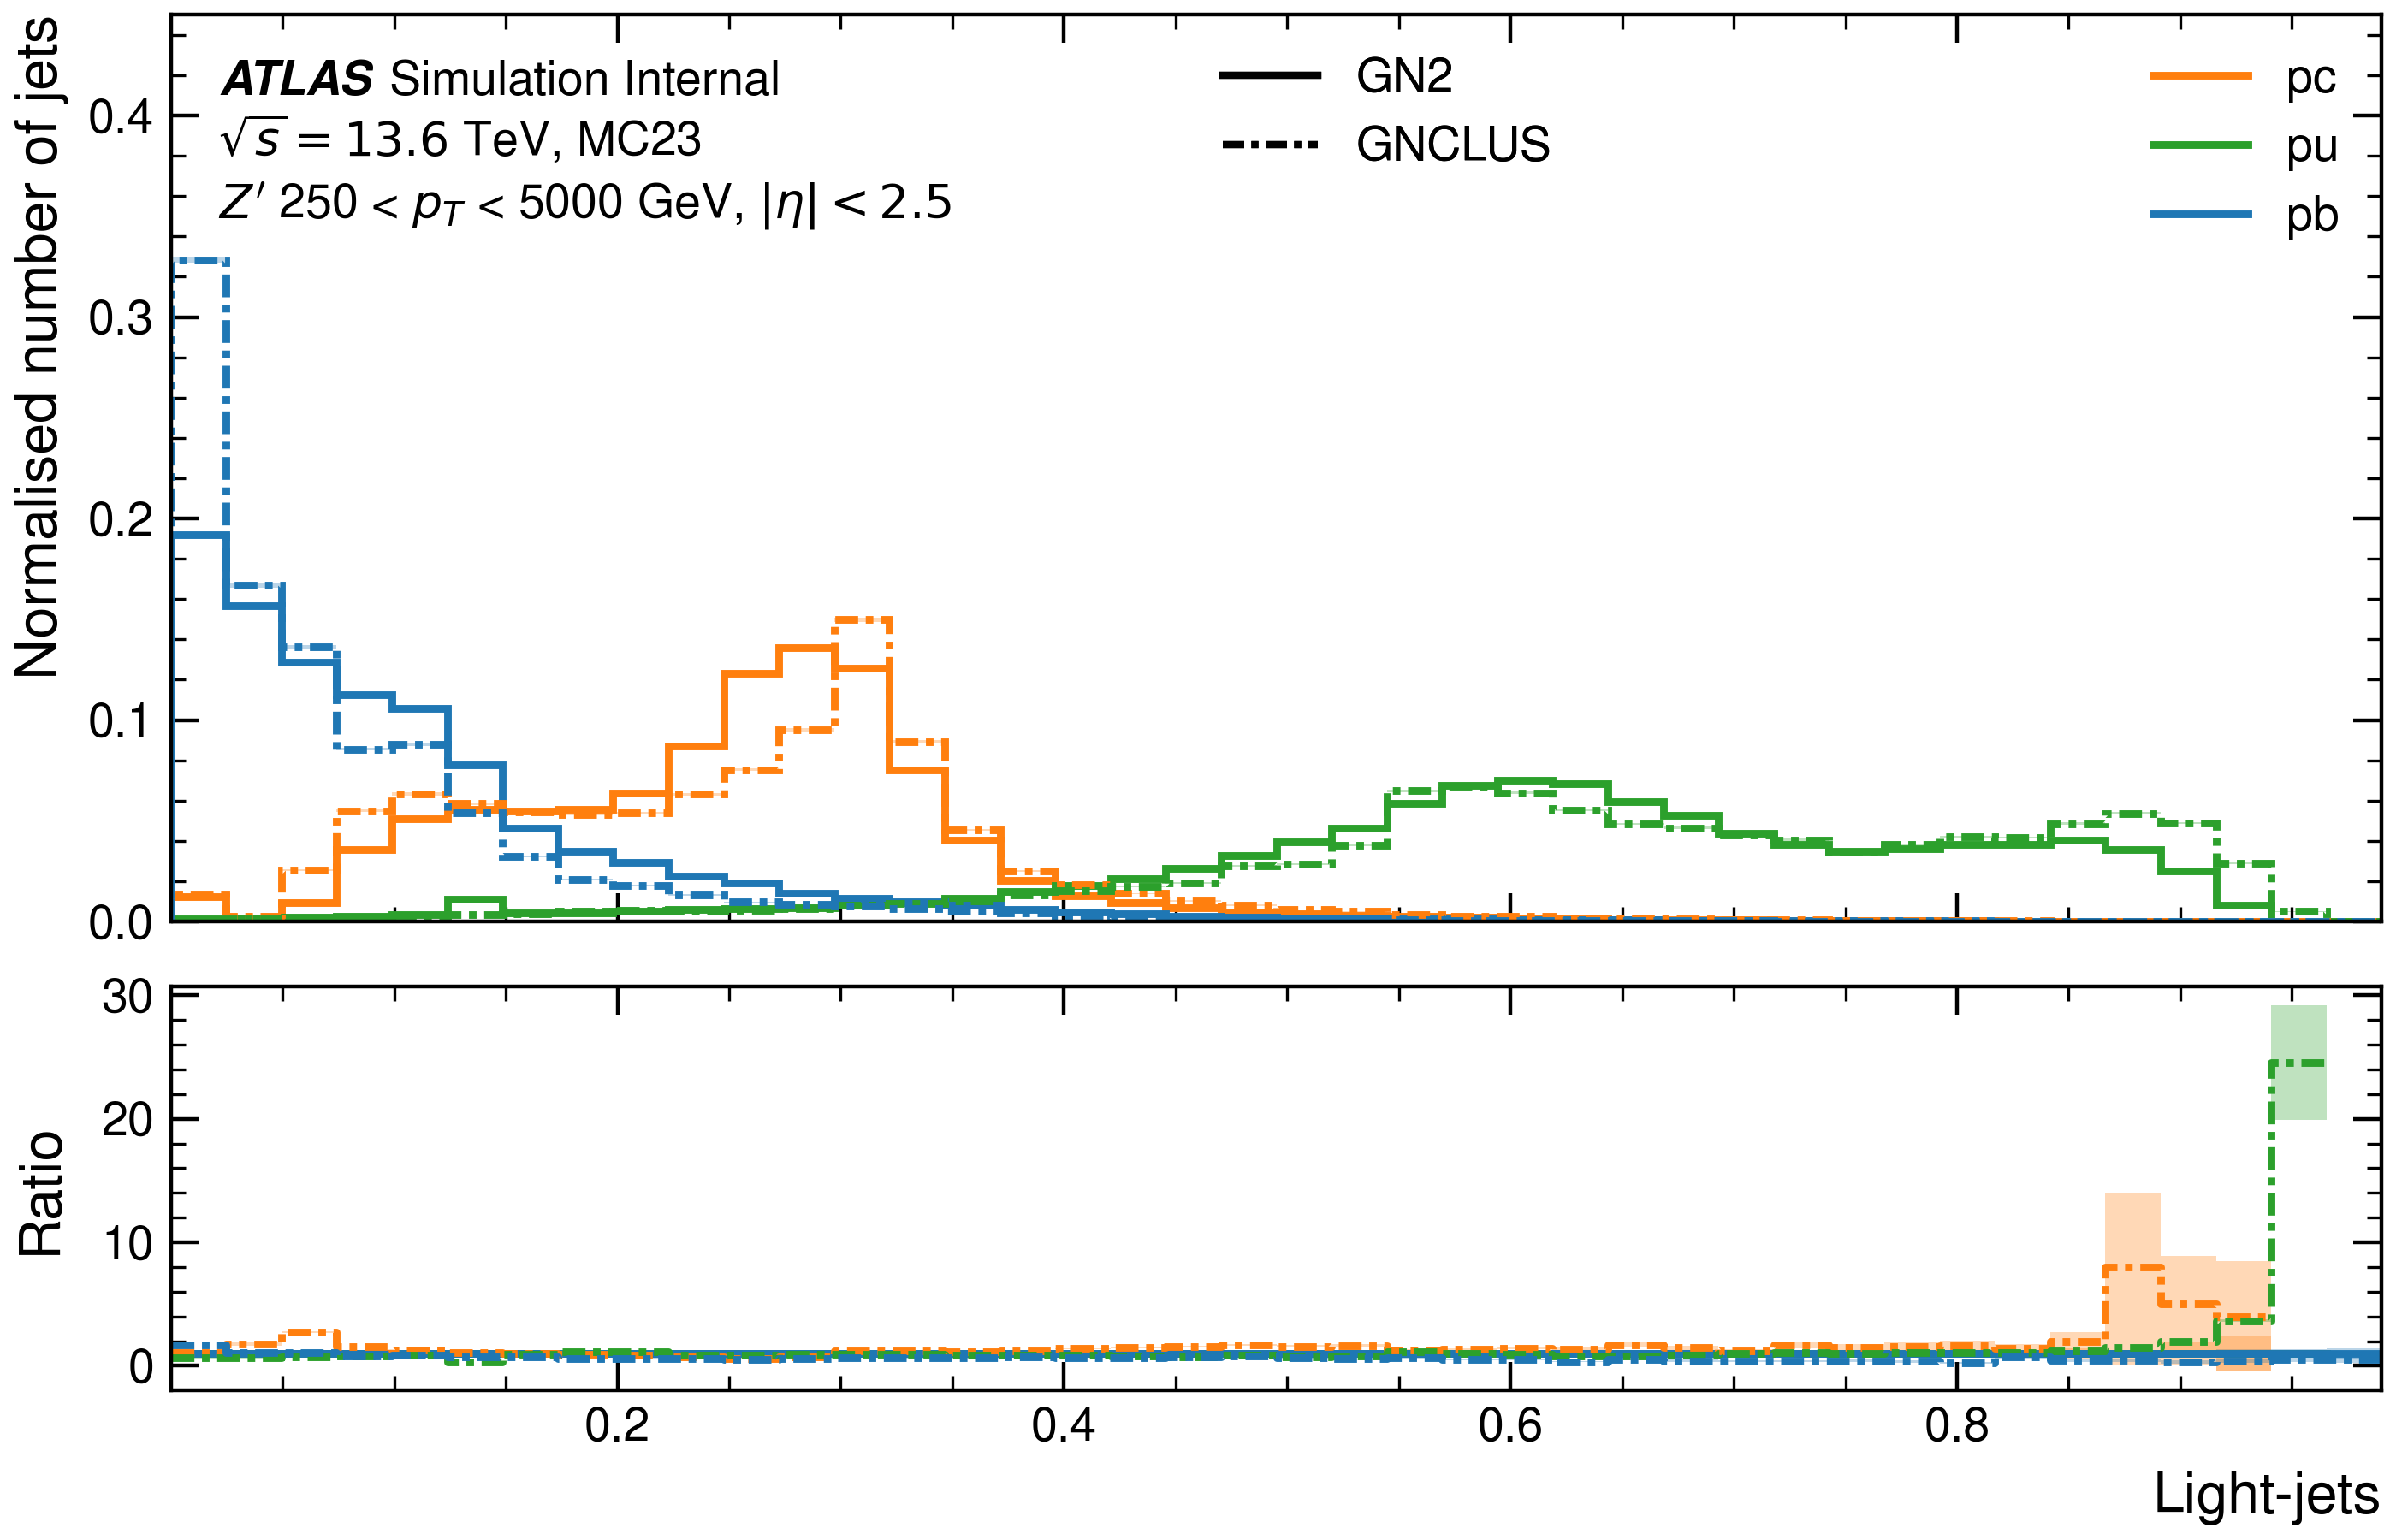 ATLAS Simulation Internal
√s = 13.6 TeV, MC23
Z′ 250 < pT < 5000 GeV, |η| < 2.5
GN2
GNCLUS
pc
pu
pb
Normalised number of jets
0.4
0.3
0.2
0.1
0.0
Ratio
30
20
10
0
0.2 0.4 0.6 0.8
Light-jets